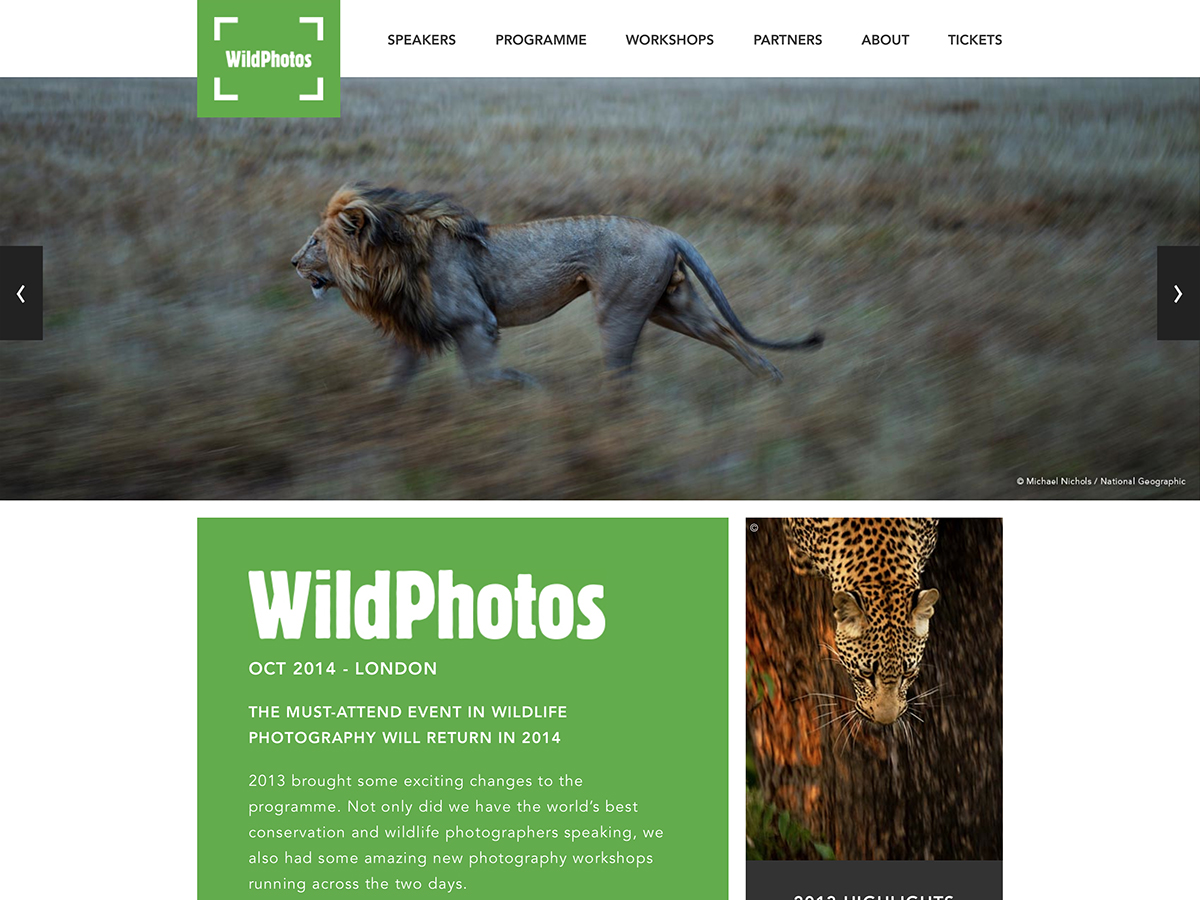 WildPhotos
SPEAKERS
PROGRAMME
WORKSHOPS
PARTNERS
ABOUT
TICKETS
© Michael Nichols / National Geographic
WildPhotos
OCT 2014 - LONDON
THE MUST-ATTEND EVENT IN WILDLIFE
PHOTOGRAPHY WILL RETURN IN 2014
2013 brought some exciting changes to the
programme. Not only did we have the world’s best
conservation and wildlife photographers speaking, we
also had some amazing new photography workshops
running across the two days.
©
2013 HIGHLIGHTS